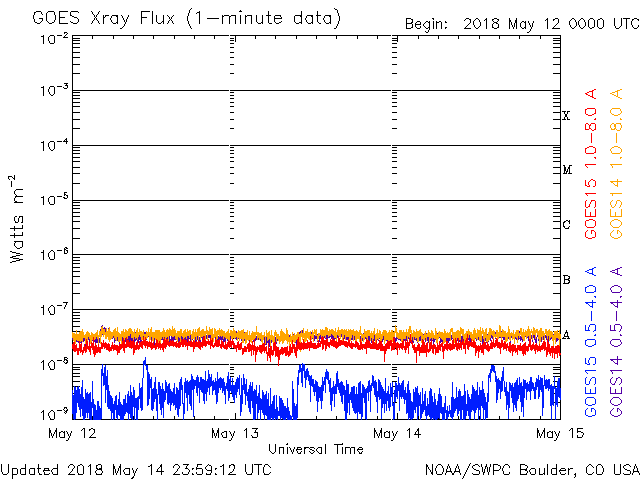 GOES Xray Flux (1-minute data)
Begin: 2018 May 12 0000 UTC
10⁻²
10⁻³
10⁻⁴
10⁻⁵
10⁻⁶
10⁻⁷
10⁻⁸
10⁻⁹
Watts m⁻²
X
M
C
B
A
GOES15 1.0-8.0 A
GOES14 1.0-8.0 A
GOES15 0.5-4.0 A
GOES14 0.5-4.0 A
May 12
May 13
May 14
May 15
Universal Time
Updated 2018 May 14 23:59:12 UTC
NOAA/SWPC Boulder, CO USA